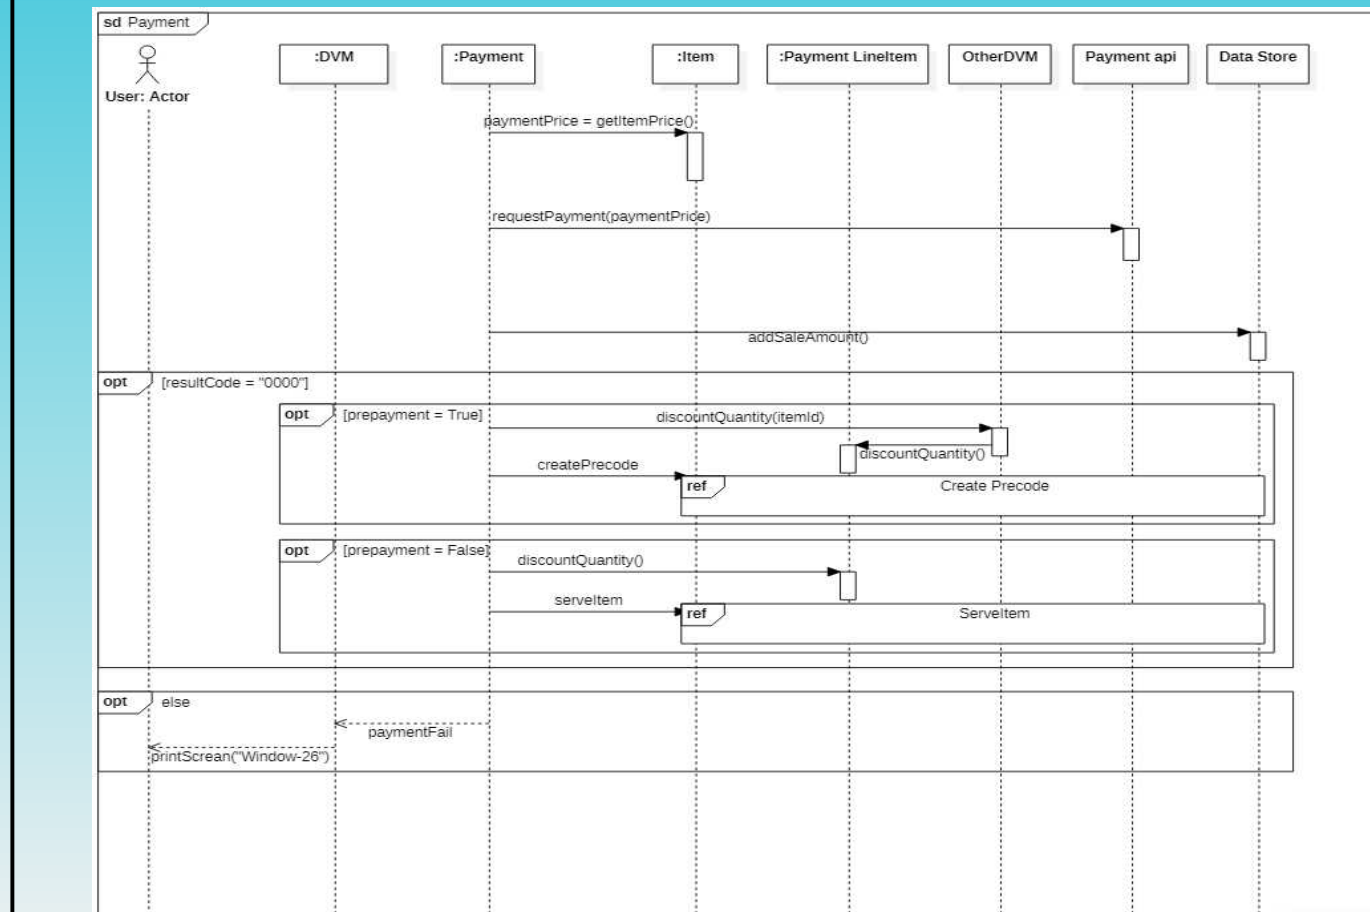 sd Payment
User: Actor
:DVM
:Payment
:Item
:Payment LineItem
OtherDVM
Payment api
Data Store
paymentPrice = getItemPrice()
requestPayment(paymentPrice)
addSaleAmount()
opt [resultCode = "0000"]
opt [prepayment = True]
discountQuantity(itemId)
discountQuantity()
createPrecode
ref Create Precode
opt [prepayment = False]
discountQuantity()
serveItem
ref ServeItem
opt else
paymentFail
printScrean("Window-26")